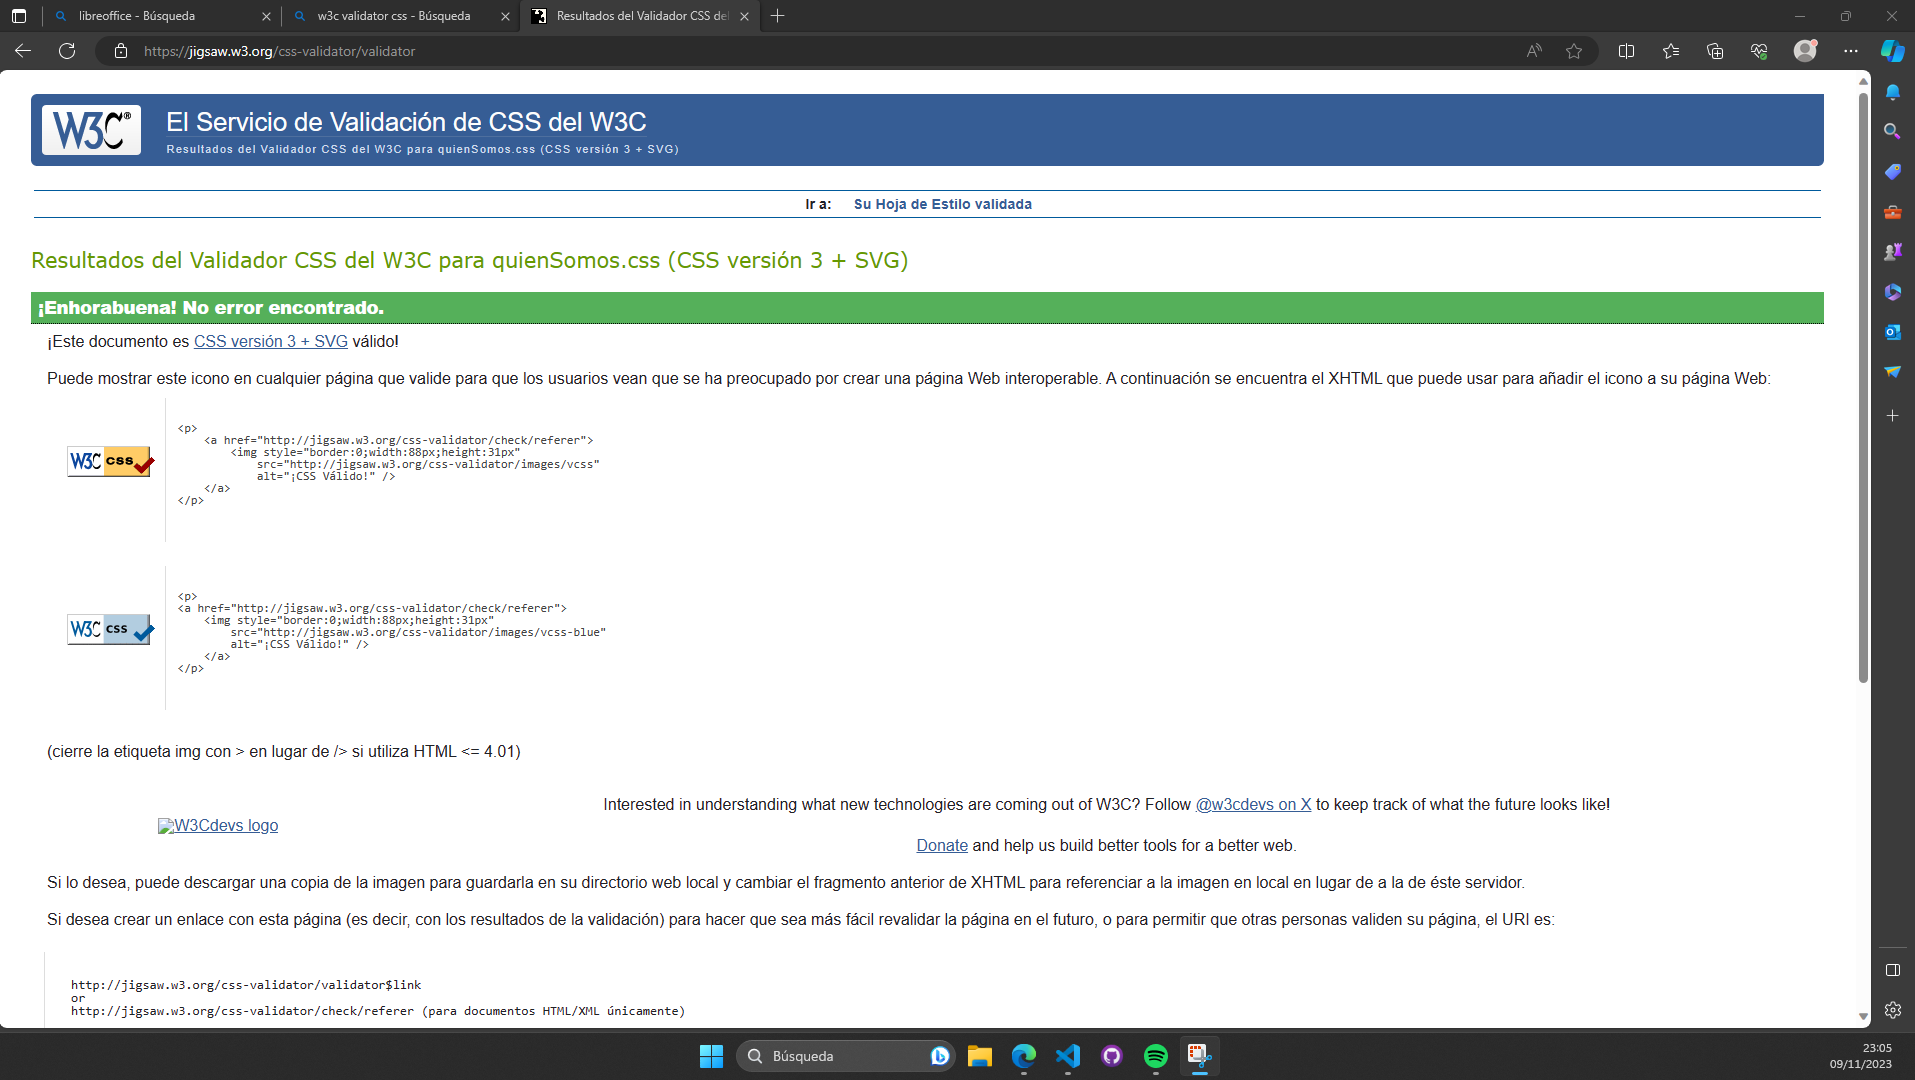 libreoffice - Búsqueda
w3c validator css - Búsqueda
Resultados del Validador CSS del
https://jigsaw.w3.org/css-validator/validator
W3C®
El Servicio de Validación de CSS del W3C
Resultados del Validador CSS del W3C para quienSomos.css (CSS versión 3 + SVG)
Ir a: Su Hoja de Estilo validada
Resultados del Validador CSS del W3C para quienSomos.css (CSS versión 3 + SVG)
¡Enhorabuena! No error encontrado.
¡Este documento es CSS versión 3 + SVG válido!
Puede mostrar este icono en cualquier página que valide para que los usuarios vean que se ha preocupado por crear una página Web interoperable. A continuación se encuentra el XHTML que puede usar para añadir el icono a su página Web:
W3C css
<p>
<a href="http://jigsaw.w3.org/css-validator/check/referer">
<img style="border:0;width:88px;height:31px"
src="http://jigsaw.w3.org/css-validator/images/vcss"
alt="¡CSS Válido!" />
</a>
</p>
W3C css
<p>
<a href="http://jigsaw.w3.org/css-validator/check/referer">
<img style="border:0;width:88px;height:31px"
src="http://jigsaw.w3.org/css-validator/images/vcss-blue"
alt="¡CSS Válido!" />
</a>
</p>
(cierre la etiqueta img con > en lugar de /> si utiliza HTML <= 4.01)
W3Cdevs logo
Interested in understanding what new technologies are coming out of W3C? Follow @w3cdevs on X to keep track of what the future looks like!
Donate and help us build better tools for a better web.
Si lo desea, puede descargar una copia de la imagen para guardarla en su directorio web local y cambiar el fragmento anterior de XHTML para referenciar a la imagen en local en lugar de a la de éste servidor.
Si desea crear un enlace con esta página (es decir, con los resultados de la validación) para hacer que sea más fácil revalidar la página en el futuro, o para permitir que otras personas validen su página, el URI es:
http://jigsaw.w3.org/css-validator/validator$link
or
http://jigsaw.w3.org/css-validator/check/referer (para documentos HTML/XML únicamente)
Búsqueda
23:05
09/11/2023